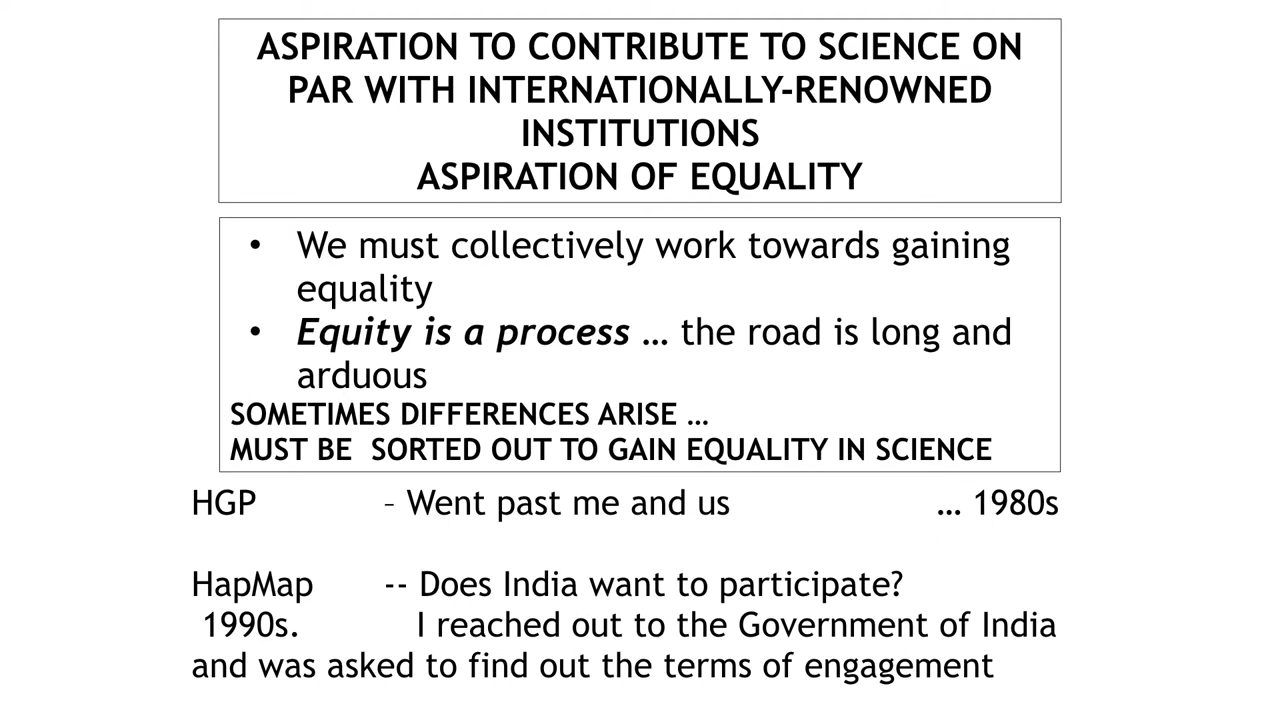 ASPIRATION TO CONTRIBUTE TO SCIENCE ON
PAR WITH INTERNATIONALLY-RENOWNED
INSTITUTIONS
ASPIRATION OF EQUALITY
• We must collectively work towards gaining
equality
• Equity is a process … the road is long and
arduous
SOMETIMES DIFFERENCES ARISE …
MUST BE SORTED OUT TO GAIN EQUALITY IN SCIENCE
HGP – Went past me and us … 1980s
HapMap -- Does India want to participate?
1990s. I reached out to the Government of India
and was asked to find out the terms of engagement